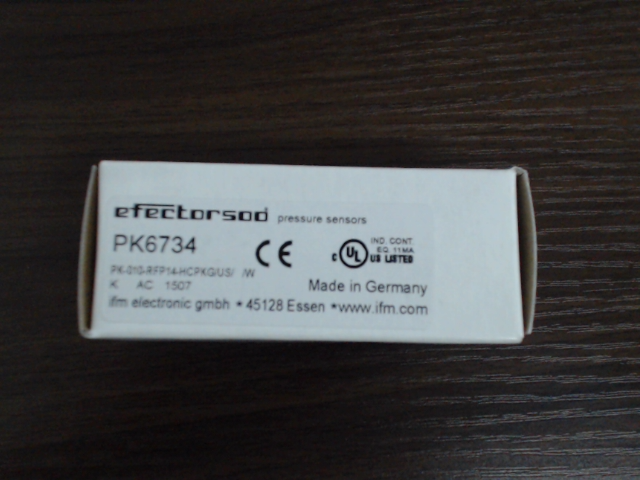 efector500 pressure sensors
PK6734
CE
IND. CONT.
EQ. 11MA
C UL US LISTED
PK-010-RFP14-HCPKG/US/ /W
K AC 1507
Made in Germany
ifm electronic gmbh * 45128 Essen * www.ifm.com